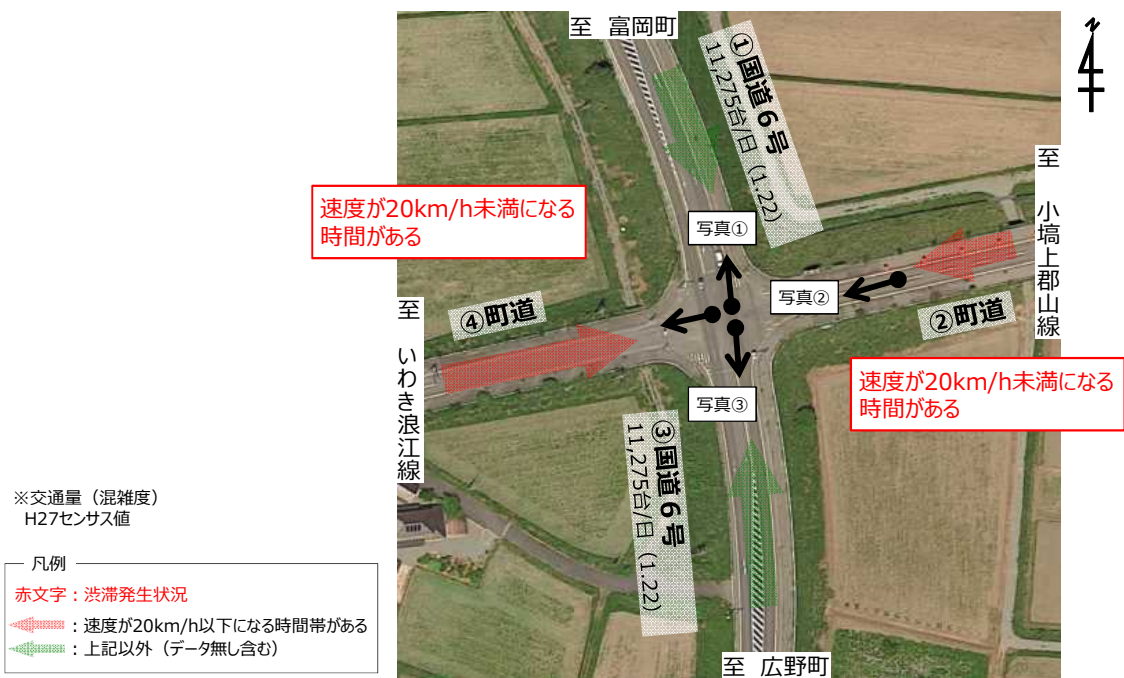 至 富岡町
①国道６号
11,275台/日（1.22）
至 小塙上郡山線
速度が20km/h未満になる
時間がある
写真①
写真②
④町道
②町道
至 いわき浪江線
速度が20km/h未満になる
時間がある
写真③
③国道６号
11,275台/日（1.22）
※交通量（混雑度）
H27センサス値
凡例
赤文字：渋滞発生状況
：速度が20km/h以下になる時間帯がある
：上記以外（データ無し含む）
至 広野町